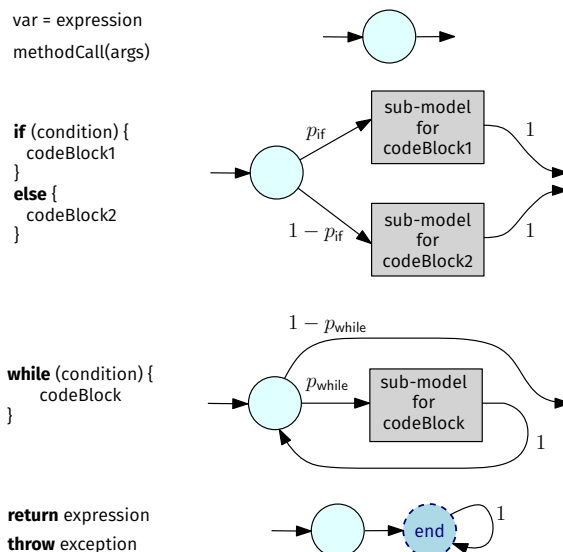 var = expression
methodCall(args)
if (condition) {
codeBlock1
}
else {
codeBlock2
}
p_if
1 − p_if
sub-model
for
codeBlock1
sub-model
for
codeBlock2
1
1
while (condition) {
codeBlock
}
1 − p_while
p_while
sub-model
for
codeBlock
1
return expression
throw exception
end
1